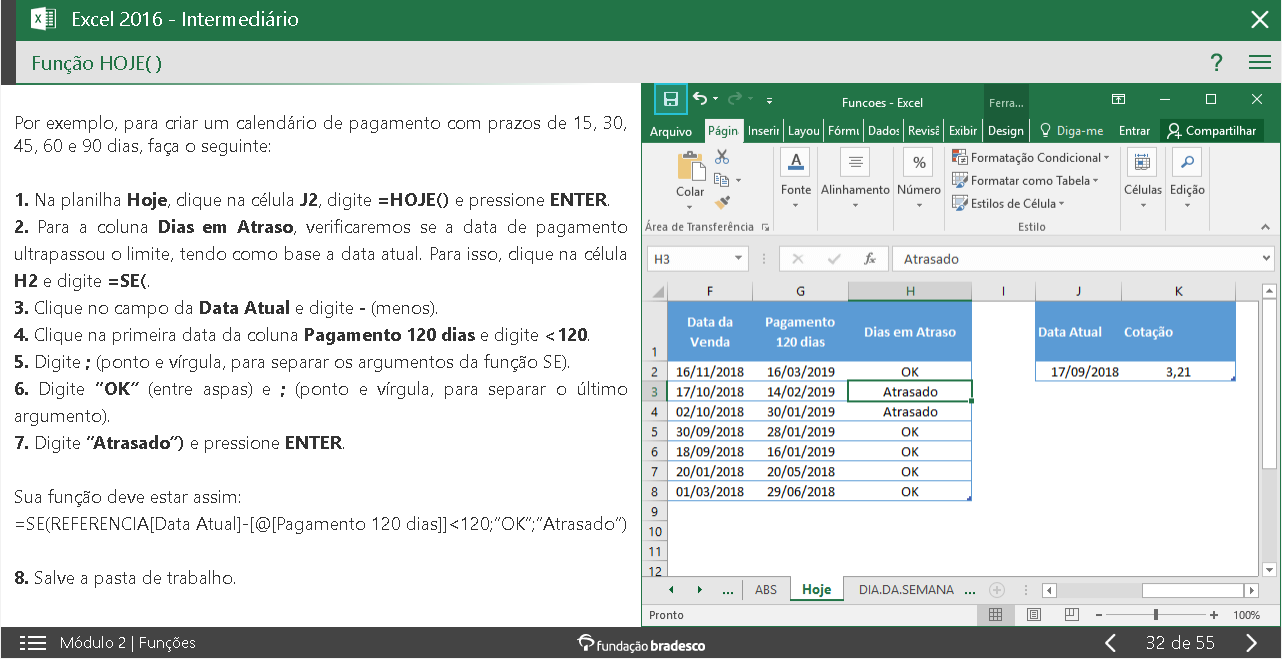 Excel 2016 - Intermediário
Função HOJE( )
Por exemplo, para criar um calendário de pagamento com prazos de 15, 30,
45, 60 e 90 dias, faça o seguinte:
1. Na planilha Hoje, clique na célula J2, digite =HOJE() e pressione ENTER.
2. Para a coluna Dias em Atraso, verificaremos se a data de pagamento
ultrapassou o limite, tendo como base a data atual. Para isso, clique na célula
H2 e digite =SE(.
3. Clique no campo da Data Atual e digite - (menos).
4. Clique na primeira data da coluna Pagamento 120 dias e digite <120.
5. Digite ; (ponto e vírgula, para separar os argumentos da função SE).
6. Digite “OK” (entre aspas) e ; (ponto e vírgula, para separar o último
argumento).
7. Digite “Atrasado”) e pressione ENTER.
Sua função deve estar assim:
=SE(REFERENCIA[Data Atual]-[@[Pagamento 120 dias]]<120;”OK”;”Atrasado”)
8. Salve a pasta de trabalho.
Funcoes - Excel
Ferra...
Arquivo Págin Inserir Layou Fórmu Dados Revisã Exibir Design Diga-me Entrar Compartilhar
Colar
Fonte Alinhamento Número
Formatação Condicional
Formatar como Tabela
Estilos de Célula
Células Edição
Área de Transferência
Estilo
H3 fx Atrasado
F G H I J K
1 Data da Venda Pagamento 120 dias Dias em Atraso Data Atual Cotação
2 16/11/2018 16/03/2019 OK 17/09/2018 3,21
3 17/10/2018 14/02/2019 Atrasado
4 02/10/2018 30/01/2019 Atrasado
5 30/09/2018 28/01/2019 OK
6 18/09/2018 16/01/2019 OK
7 20/01/2018 20/05/2018 OK
8 01/03/2018 29/06/2018 OK
9
10
11
12
... ABS Hoje DIA.DA.SEMANA ...
Pronto 100%
Módulo 2 | Funções
fundação bradesco
32 de 55